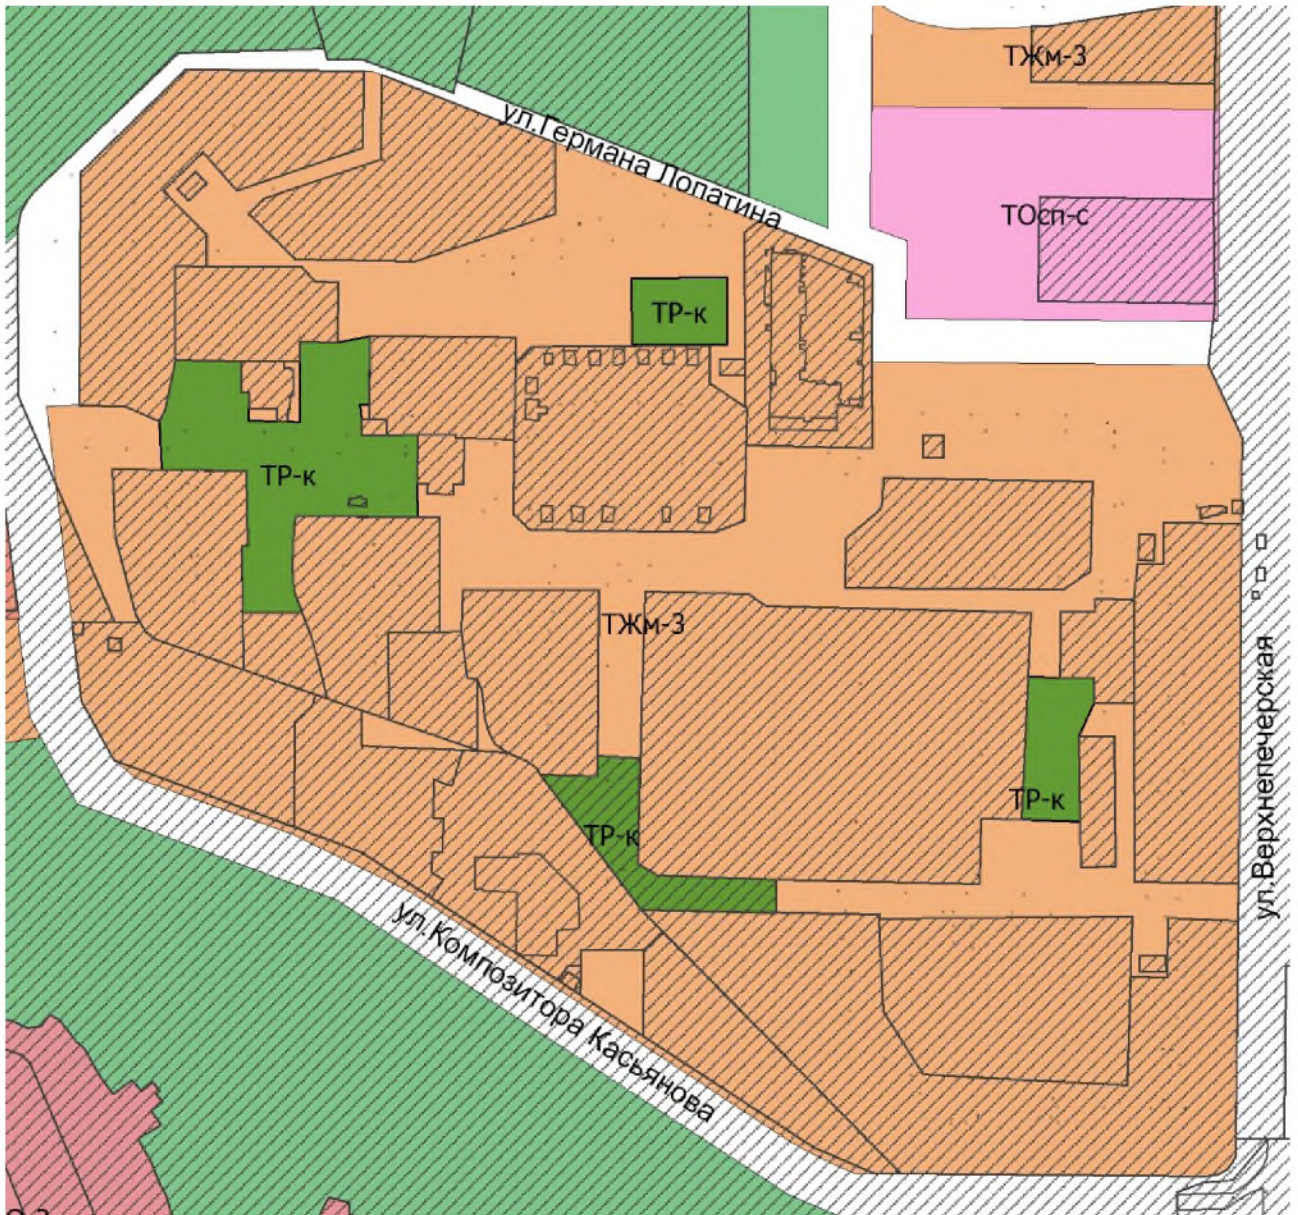 ТЖм-3
ул.Германа Лопатина
ТОсп-с
ТР-к
ТР-к
ТЖм-3
ул.Верхнепечерская
ТР-к
ТР-к
ул.Композитора Касьянова